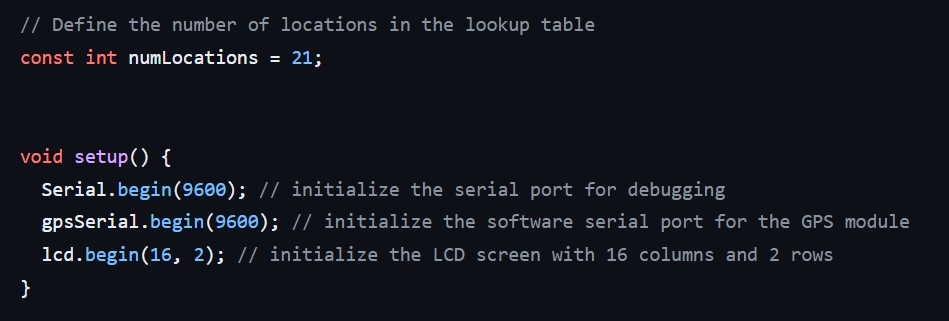 // Define the number of locations in the lookup table
const int numLocations = 21;
void setup() {
  Serial.begin(9600); // initialize the serial port for debugging
  gpsSerial.begin(9600); // initialize the software serial port for the GPS module
  lcd.begin(16, 2); // initialize the LCD screen with 16 columns and 2 rows
}